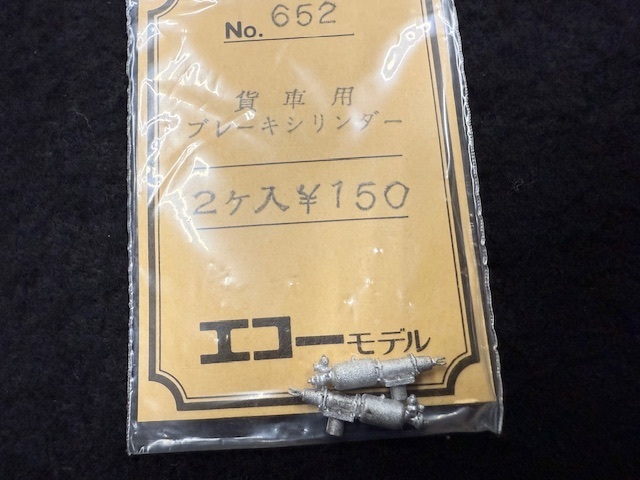 No. 652
貨車用
ブレーキシリンダー
2ヶ入¥150
エコーモデル